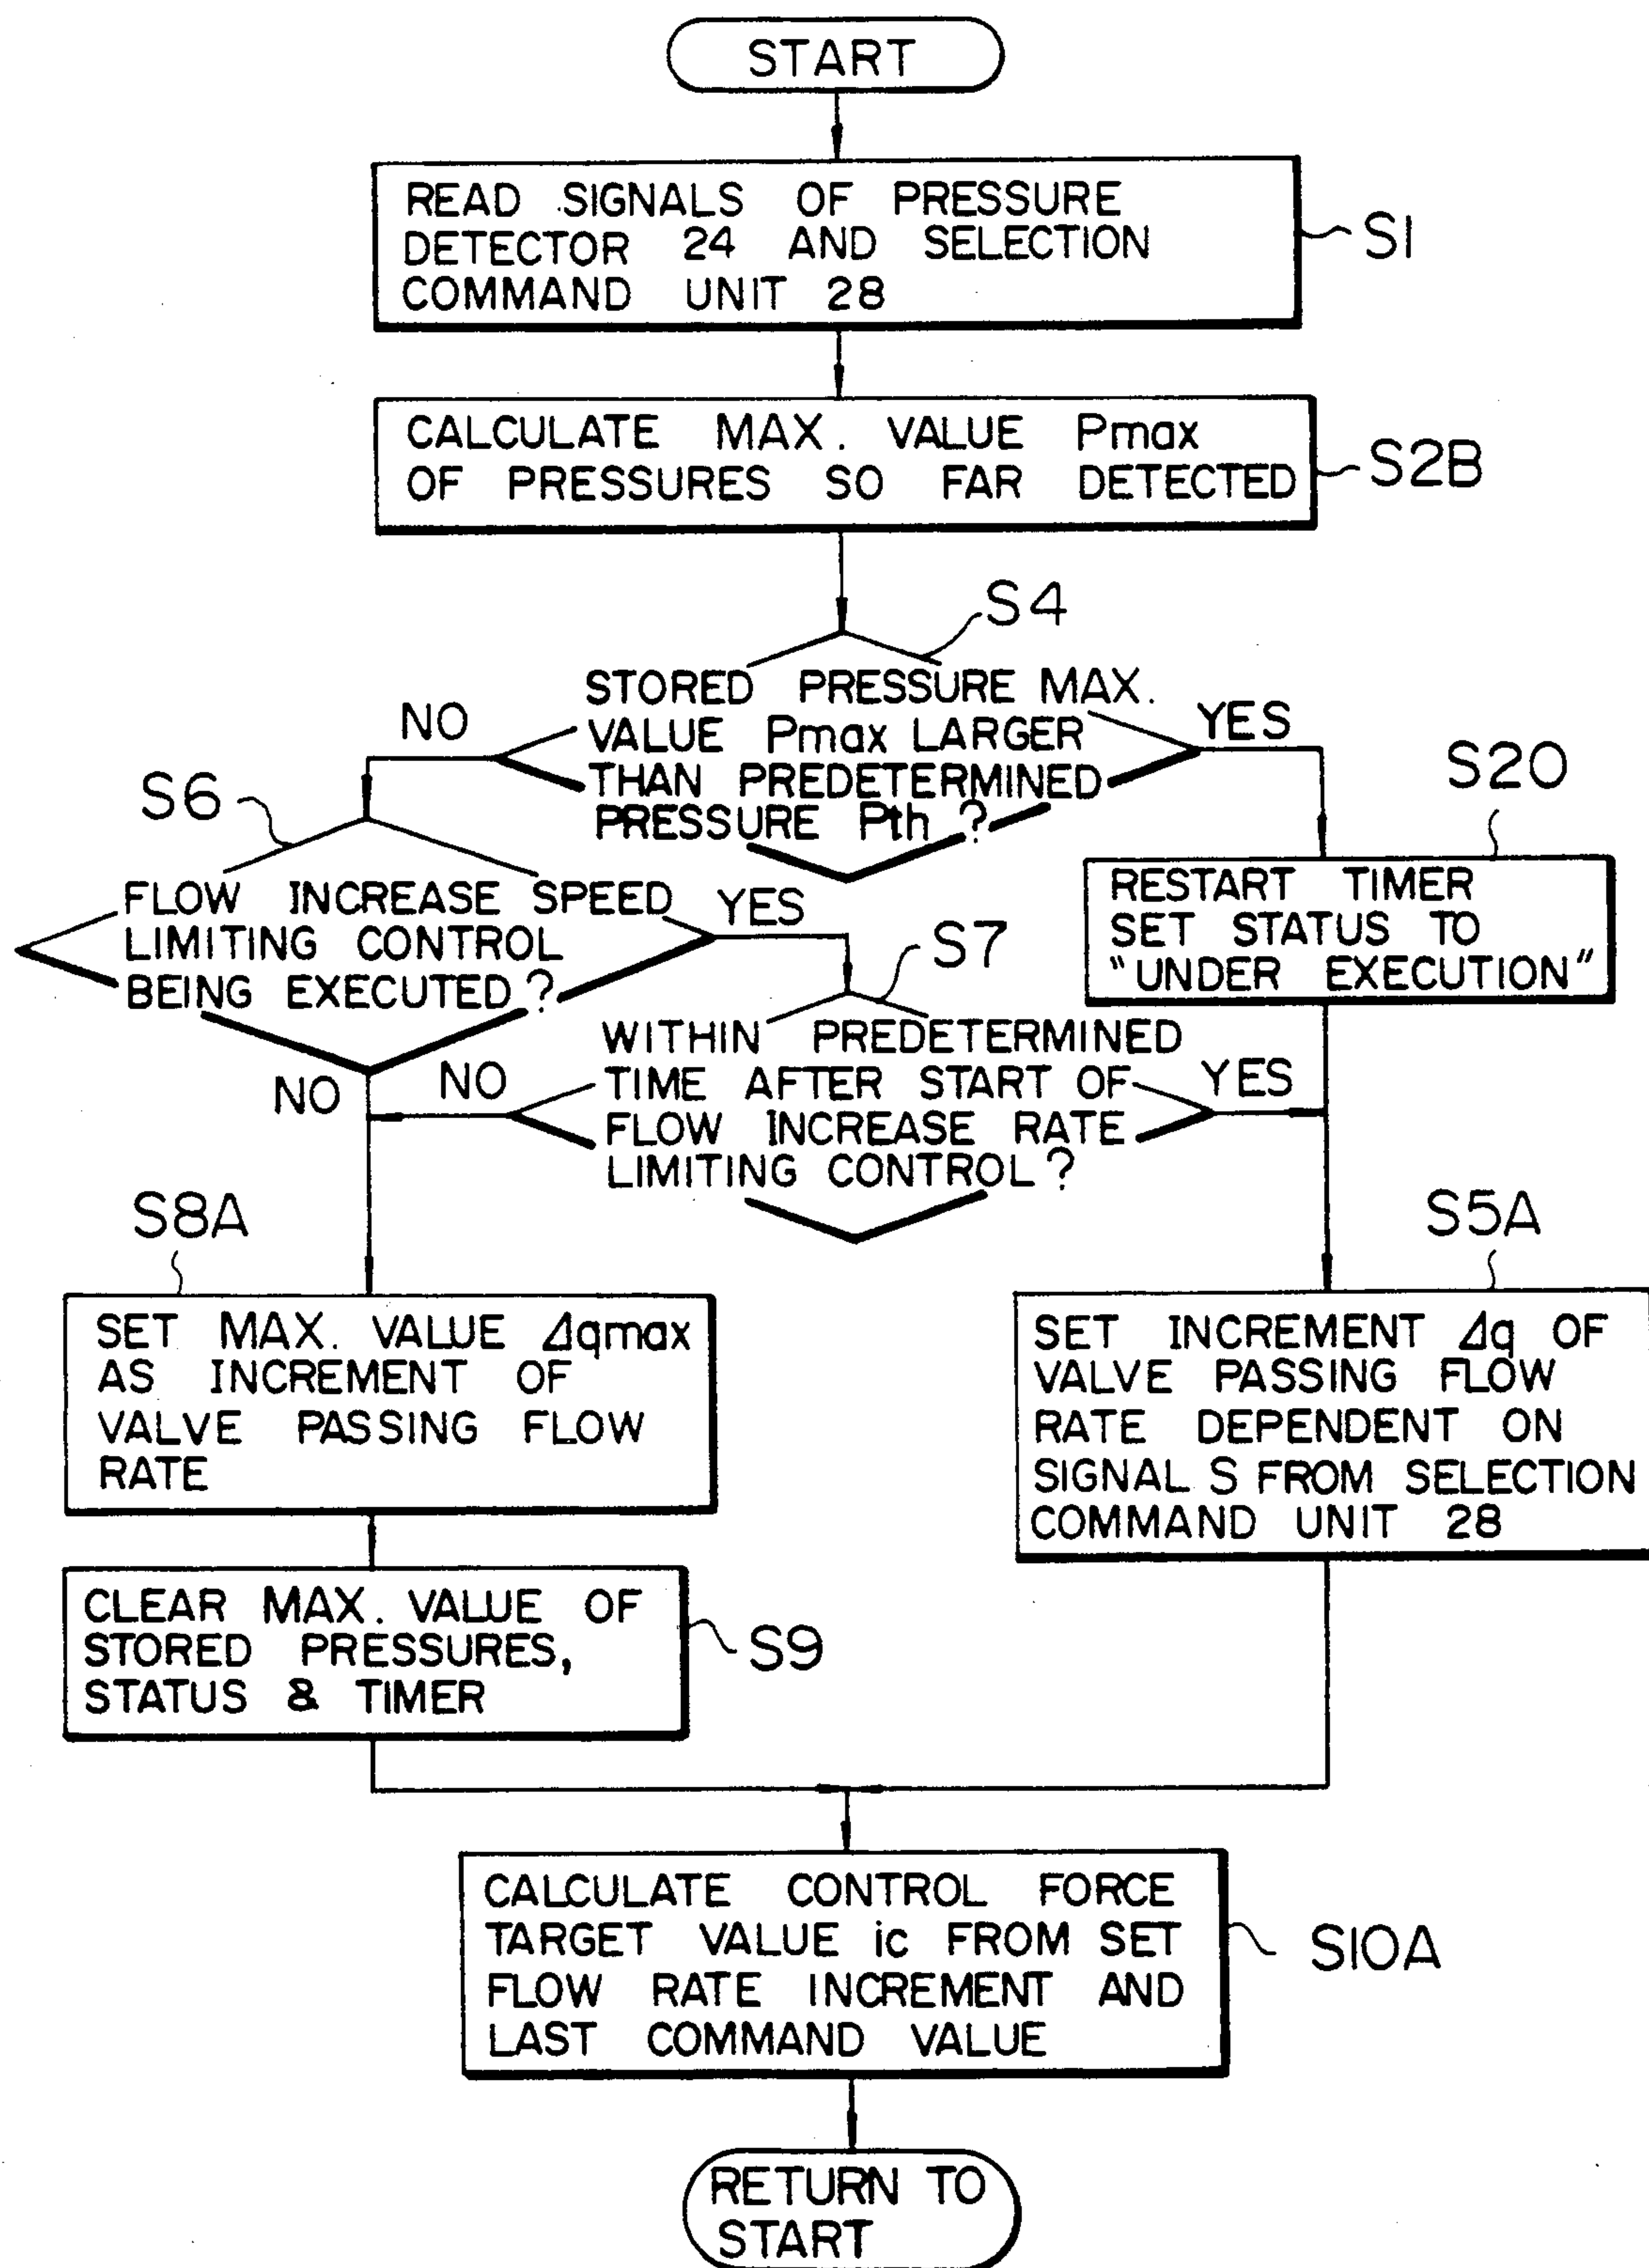 START
READ SIGNALS OF PRESSURE
DETECTOR 24 AND SELECTION
COMMAND UNIT 28
S1
CALCULATE MAX. VALUE Pmax
OF PRESSURES SO FAR DETECTED
S2B
S4
STORED PRESSURE MAX.
VALUE Pmax LARGER
THAN PREDETERMINED
PRESSURE Pth ?
NO
YES
S6
S20
FLOW INCREASE SPEED
LIMITING CONTROL
BEING EXECUTED ?
YES
NO
RESTART TIMER
SET STATUS TO
"UNDER EXECUTION"
S7
WITHIN PREDETERMINED
TIME AFTER START OF
FLOW INCREASE RATE
LIMITING CONTROL ?
NO
YES
S8A
S5A
SET MAX. VALUE Δqmax
AS INCREMENT OF
VALVE PASSING FLOW
RATE
SET INCREMENT Δq OF
VALVE PASSING FLOW
RATE DEPENDENT ON
SIGNAL S FROM SELECTION
COMMAND UNIT 28
CLEAR MAX. VALUE OF
STORED PRESSURES,
STATUS & TIMER
S9
CALCULATE CONTROL FORCE
TARGET VALUE ic FROM SET
FLOW RATE INCREMENT AND
LAST COMMAND VALUE
S10A
RETURN TO
START